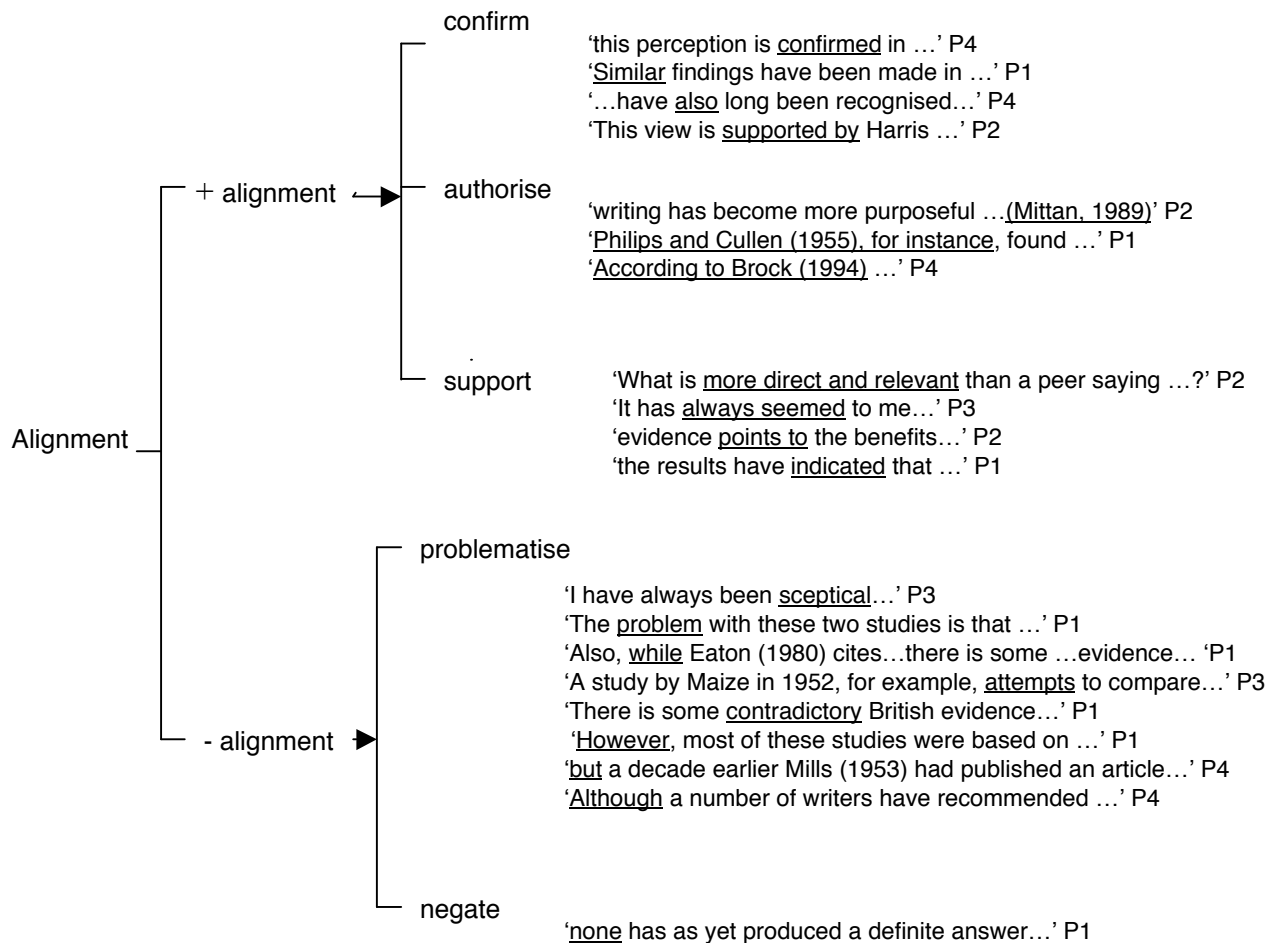 confirm
‘this perception is confirmed in …’ P4
‘Similar findings have been made in …’ P1
‘…have also long been recognised…’ P4
‘This view is supported by Harris …’ P2
+ alignment
authorise
‘writing has become more purposeful …(Mittan, 1989)’ P2
‘Philips and Cullen (1955), for instance, found …’ P1
‘According to Brock (1994) …’ P4
support
‘What is more direct and relevant than a peer saying …?’ P2
‘It has always seemed to me…’ P3
‘evidence points to the benefits…’ P2
‘the results have indicated that …’ P1
Alignment
problematise
‘I have always been sceptical…’ P3
‘The problem with these two studies is that …’ P1
‘Also, while Eaton (1980) cites…there is some …evidence… ‘P1
‘A study by Maize in 1952, for example, attempts to compare…’ P3
‘There is some contradictory British evidence…’ P1
‘However, most of these studies were based on …’ P1
‘but a decade earlier Mills (1953) had published an article…’ P4
‘Although a number of writers have recommended …’ P4
- alignment
negate
‘none has as yet produced a definite answer…’ P1